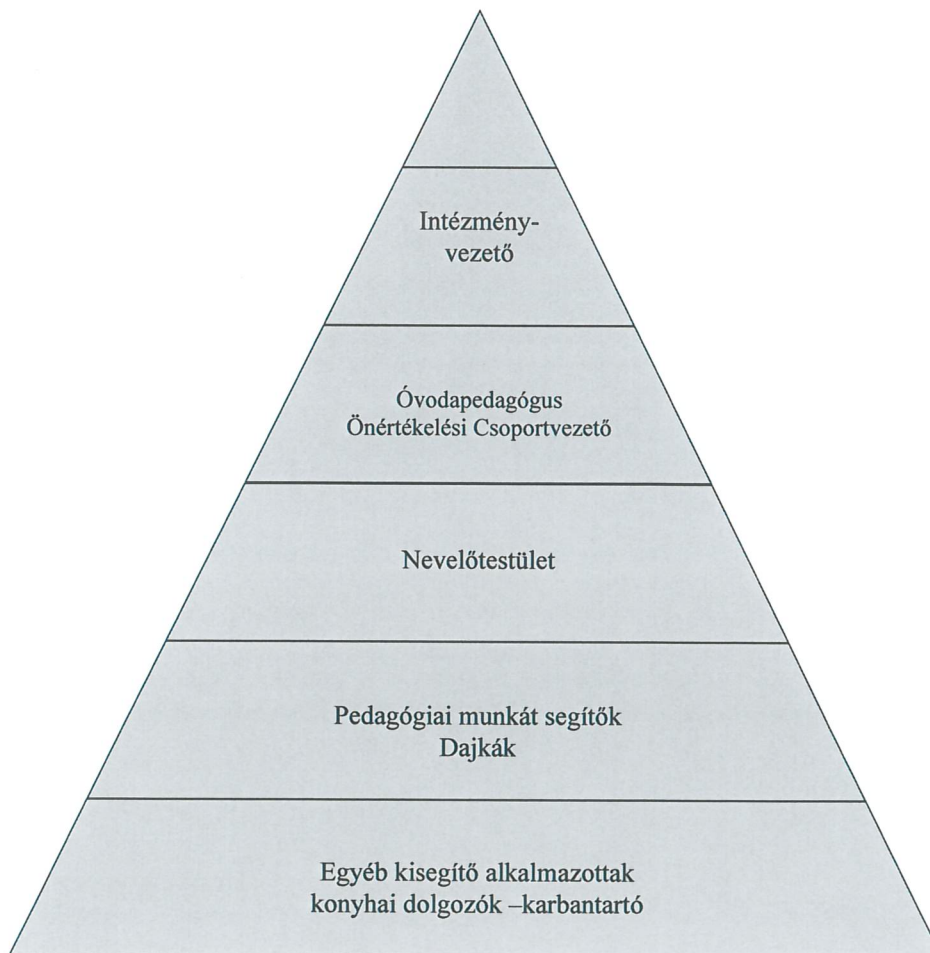 Intézmény-
vezető
Óvodapedagógus
Önértékelési Csoportvezető
Nevelőtestület
Pedagógiai munkát segítők
Dajkák
Egyéb kisegítő alkalmazottak
konyhai dolgozók –karbantartó